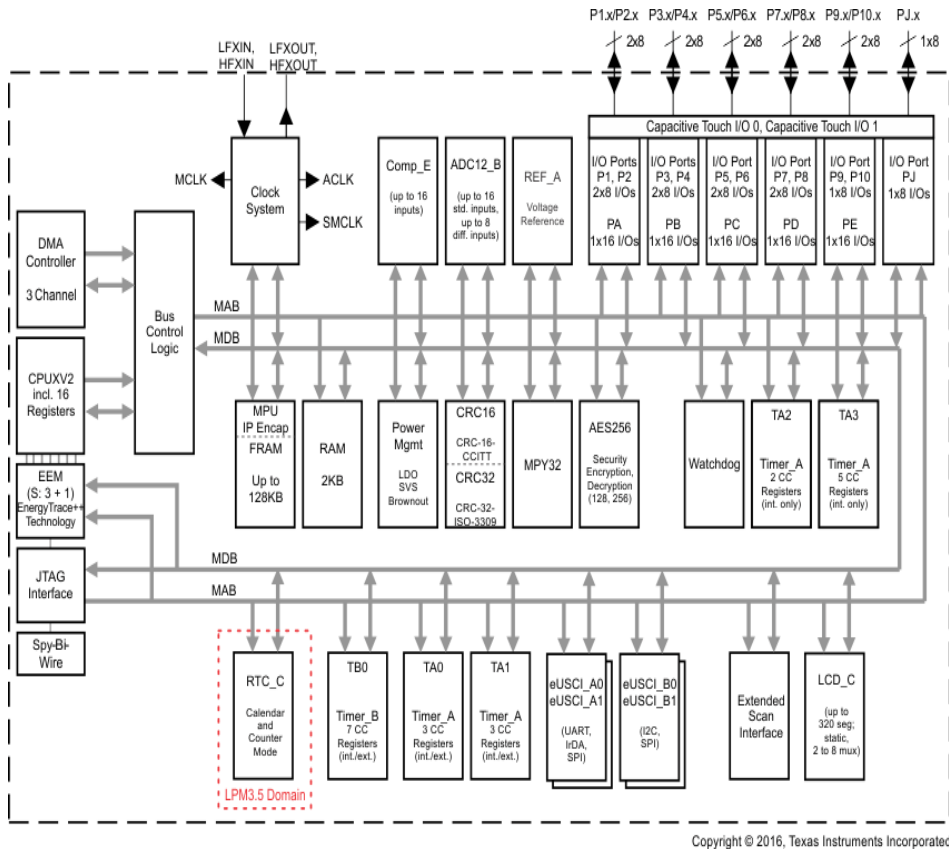 P1.x/P2.x P3.x/P4.x P5.x/P6.x P7.x/P8.x P9.x/P10.x PJ.x
2x8 2x8 2x8 2x8 2x8 1x8
LFXIN,
HFXIN
LFXOUT,
HFXOUT
Capacitive Touch I/O 0, Capacitive Touch I/O 1
MCLK
Clock
System
ACLK
SMCLK
Comp_E
(up to 16
inputs)
ADC12_B
(up to 16
std. inputs,
up to 8
diff. inputs)
REF_A
Voltage
Reference
I/O Ports
P1, P2
2x8 I/Os
PA
1x16 I/Os
I/O Ports
P3, P4
2x8 I/Os
PB
1x16 I/Os
I/O Port
P5, P6
2x8 I/Os
PC
1x16 I/Os
I/O Port
P7, P8
2x8 I/Os
PD
1x16 I/Os
I/O Port
P9, P10
1x8 I/Os
PE
1x16 I/Os
I/O Port
PJ
1x8 I/Os
DMA
Controller
3 Channel
Bus
Control
Logic
MAB
MDB
CPUXV2
incl. 16
Registers
MPU
IP Encap
FRAM
Up to
128KB
RAM
2KB
Power
Mgmt
LDO
SVS
Brownout
CRC16
CRC-16-
CCITT
CRC32
CRC-32-
ISO-3309
MPY32
AES256
Security
Encryption,
Decryption
(128, 256)
Watchdog
TA2
Timer_A
2 CC
Registers
(int. only)
TA3
Timer_A
5 CC
Registers
(int. only)
EEM
(S: 3 + 1)
EnergyTrace++
Technology
MDB
JTAG
Interface
MAB
Spy-Bi-
Wire
RTC_C
Calendar
and
Counter
Mode
LPM3.5 Domain
TB0
Timer_B
7 CC
Registers
(int./ext.)
TA0
Timer_A
3 CC
Registers
(int./ext.)
TA1
Timer_A
3 CC
Registers
(int./ext.)
eUSCI_A0
eUSCI_A1
(UART,
IrDA,
SPI)
eUSCI_B0
eUSCI_B1
(I2C,
SPI)
Extended
Scan
Interface
LCD_C
(up to
320 seg;
static,
2 to 8 mux)
Copyright © 2016, Texas Instruments Incorporated